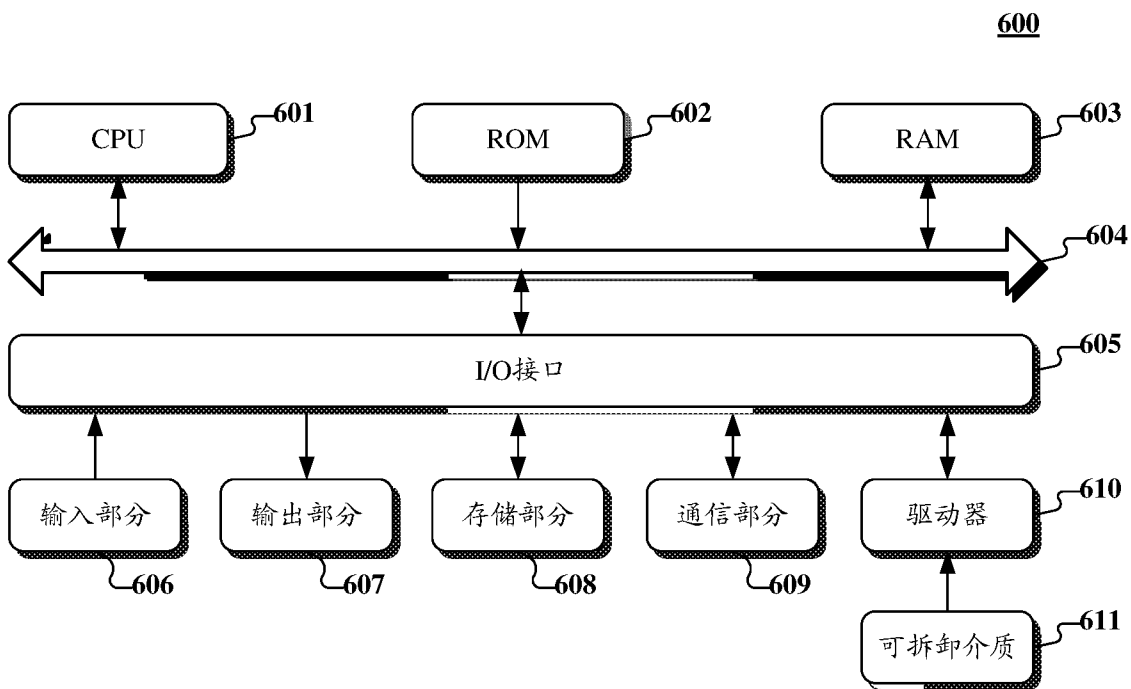 600
CPU
601
ROM
602
RAM
603
604
I/O接口
605
输入部分
输出部分
存储部分
通信部分
驱动器
610
606
607
608
609
可拆卸介质
611